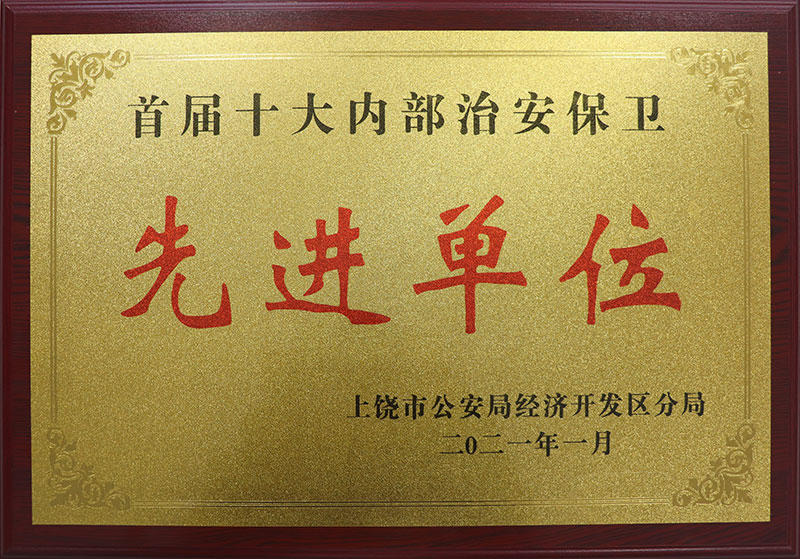 首届十大内部治安保卫
先进单位
上饶市公安局经济开发区分局
二0二一年一月